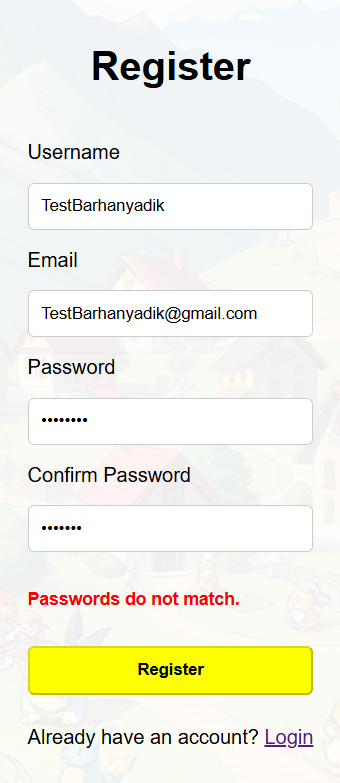 Register
Username
TestBarhanyadik
Email
TestBarhanyadik@gmail.com
Password
••••••••
Confirm Password
•••••••
Passwords do not match.
Register
Already have an account? Login